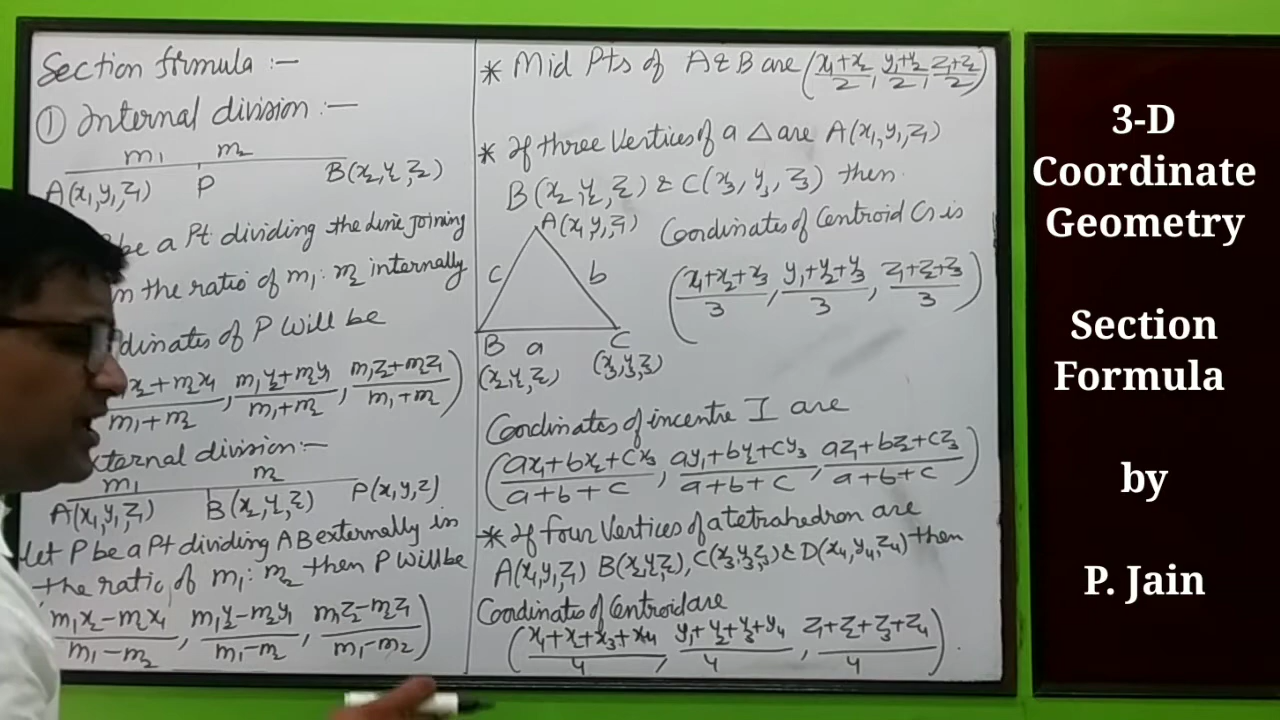 Section formula :-
① Internal division :-
m₁ m₂
A(x₁,y₁,z₁) P B(x₂,y₂,z₂)
be a Pt dividing the line joining
in the ratio of m₁ : m₂ internally
dinates of P will be
x₂+m₂x₁/m₁+m₂, m₁y₂+m₂y₁/m₁+m₂, m₁z₂+m₂z₁/m₁+m₂)
xternal division:-
m₁ m₂
A(x₁,y₁,z₁) B(x₂,y₂,z₂) P(x,y,z)
let P be a Pt dividing AB externally in
the ratio of m₁ : m₂ then P will be
(m₁x₂-m₂x₁/m₁-m₂, m₁y₂-m₂y₁/m₁-m₂, m₁z₂-m₂z₁/m₁-m₂)
* Mid Pts of A & B are (x₁+x₂/2, y₁+y₂/2, z₁+z₂/2)
* If three vertices of a △ are A(x₁,y₁,z₁)
B(x₂,y₂,z₂) & C(x₃,y₃,z₃) then
A(x₁,y₁,z₁)
c b
B a C
(x₂,y₂,z₂) (x₃,y₃,z₃)
Coordinates of Centroid G is
(x₁+x₂+x₃/3, y₁+y₂+y₃/3, z₁+z₂+z₃/3)
Coordinates of incentre I are
(ax₁+bx₂+cx₃/a+b+c, ay₁+by₂+cy₃/a+b+c, az₁+bz₂+cz₃/a+b+c)
* If four vertices of a tetrahedron are
A(x₁,y₁,z₁) B(x₂,y₂,z₂), C(x₃,y₃,z₃) & D(x₄,y₄,z₄) then
Coordinates of Centroid are
(x₁+x₂+x₃+x₄/4, y₁+y₂+y₃+y₄/4, z₁+z₂+z₃+z₄/4).
3-D
Coordinate
Geometry
Section
Formula
by
P. Jain